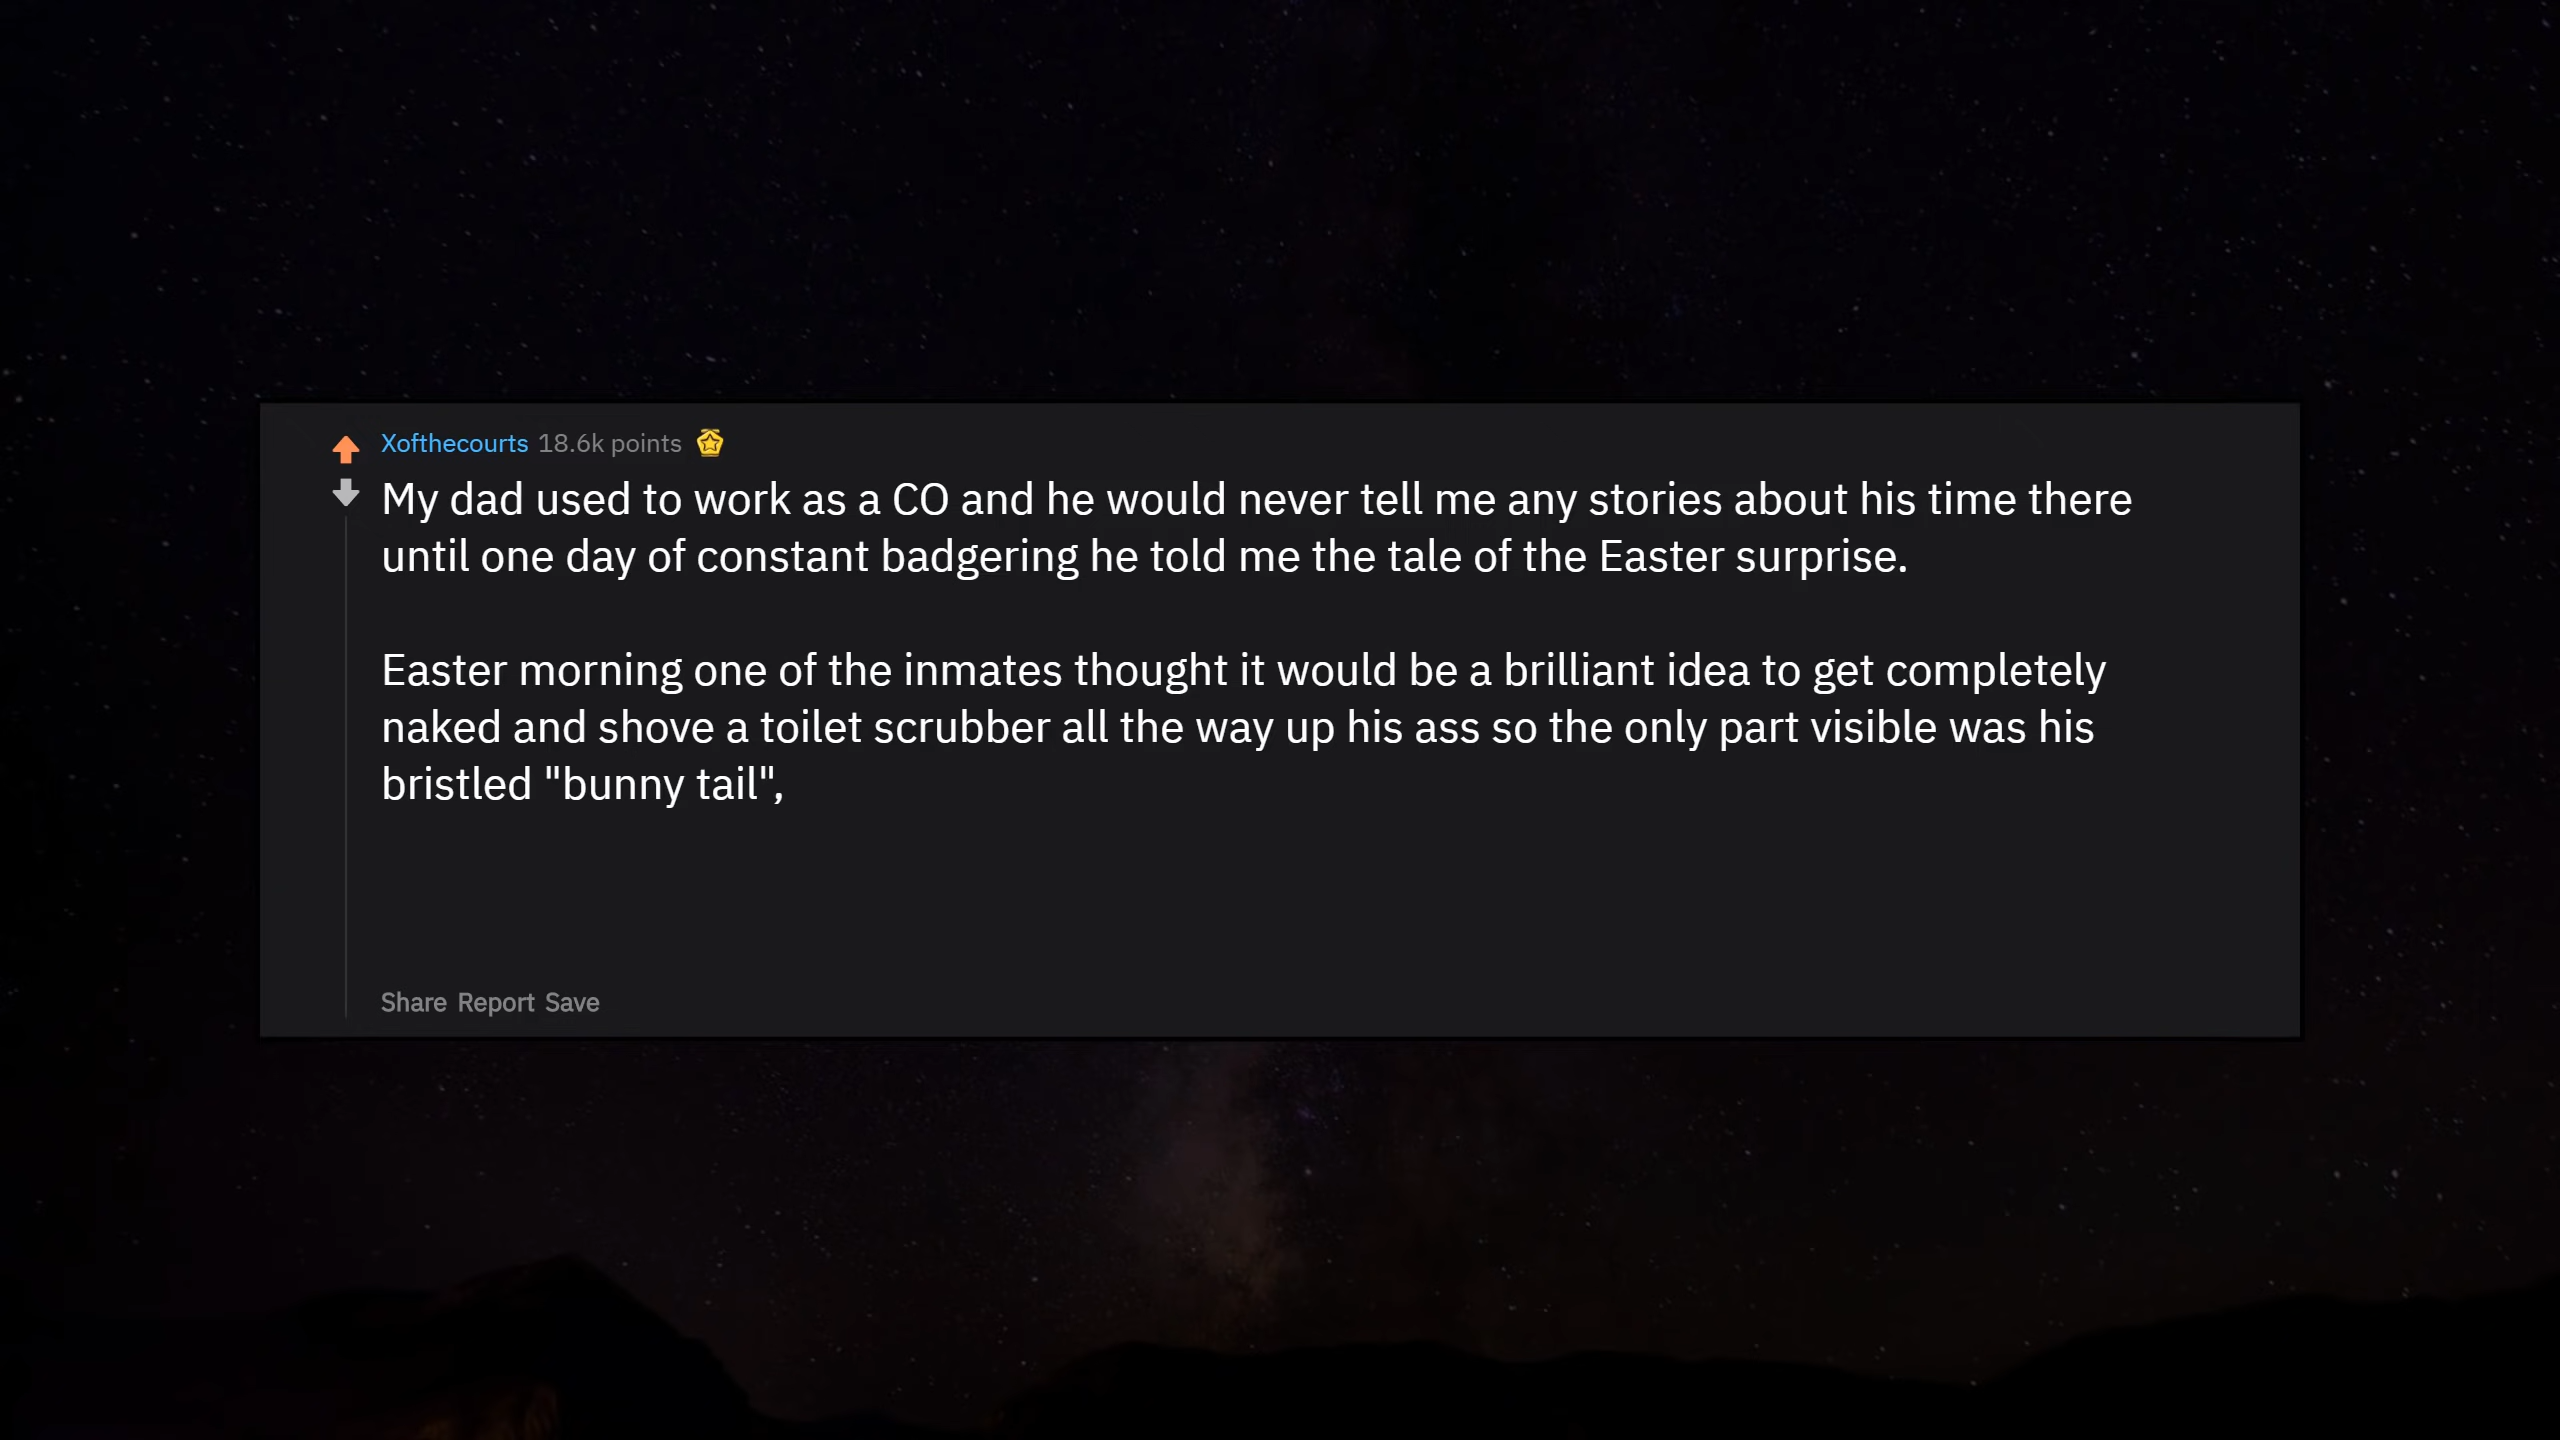 Xofthecourts 18.6k points
My dad used to work as a CO and he would never tell me any stories about his time there
until one day of constant badgering he told me the tale of the Easter surprise.
Easter morning one of the inmates thought it would be a brilliant idea to get completely
naked and shove a toilet scrubber all the way up his ass so the only part visible was his
bristled "bunny tail",
Share Report Save